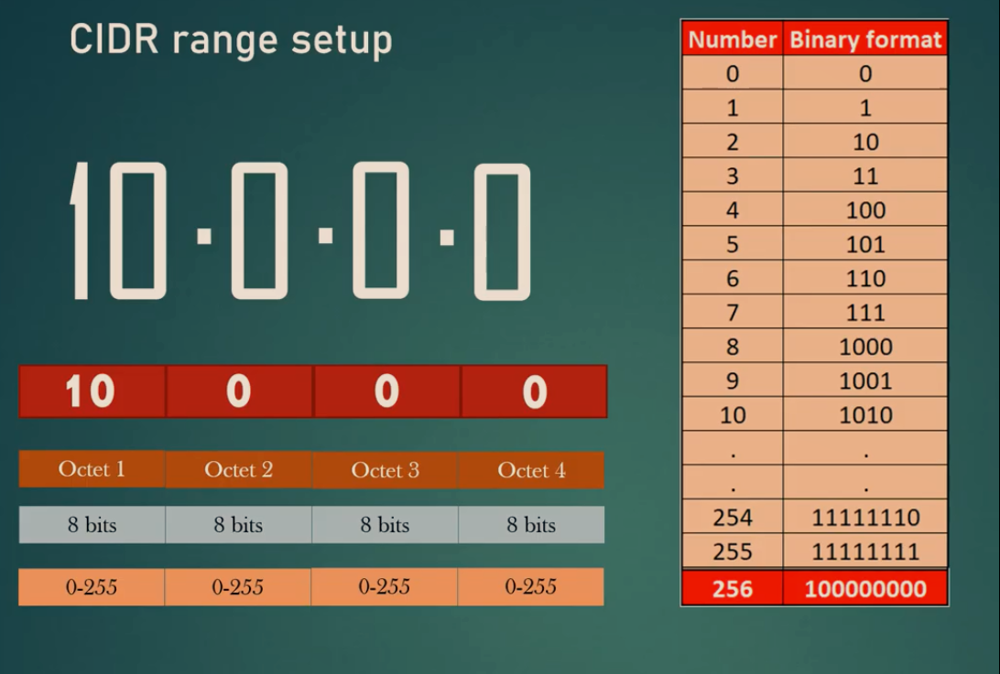 CIDR range setup
10.0.0.0
10 0 0 0
Octet 1 Octet 2 Octet 3 Octet 4
8 bits 8 bits 8 bits 8 bits
0-255 0-255 0-255 0-255
Number Binary format
0 0
1 1
2 10
3 11
4 100
5 101
6 110
7 111
8 1000
9 1001
10 1010
. .
. .
254 11111110
255 11111111
256 100000000